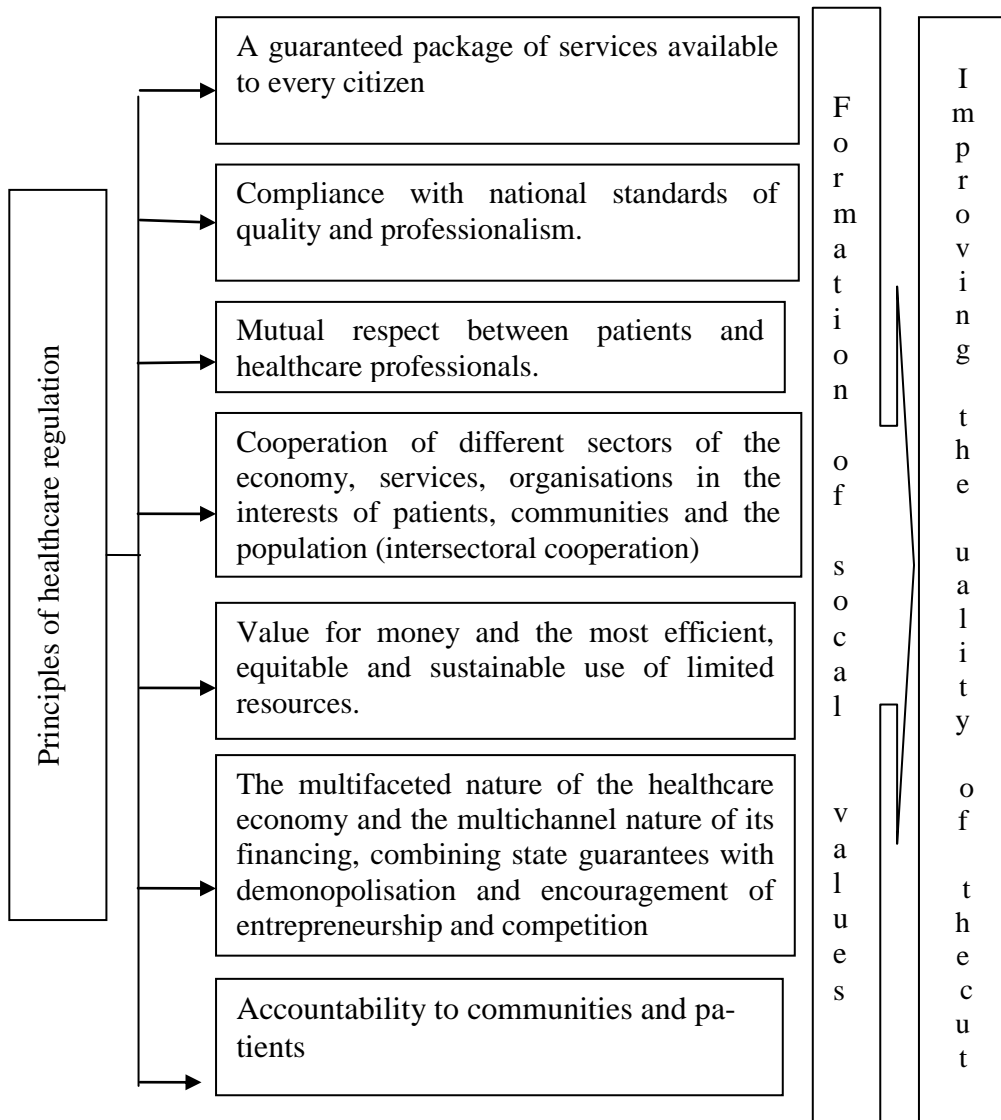 Principles of healthcare regulation
A guaranteed package of services available
to every citizen
Compliance with national standards of
quality and professionalism.
Mutual respect between patients and
healthcare professionals.
Cooperation of different sectors of the
economy, services, organisations in the
interests of patients, communities and the
population (intersectoral cooperation)
Value for money and the most efficient,
equitable and sustainable use of limited
resources.
The multifaceted nature of the healthcare
economy and the multichannel nature of its
financing, combining state guarantees with
demonopolisation and encouragement of
entrepreneurship and competition
Accountability to communities and pa-
tients
Formation of socal values
Improving the uality of thecut